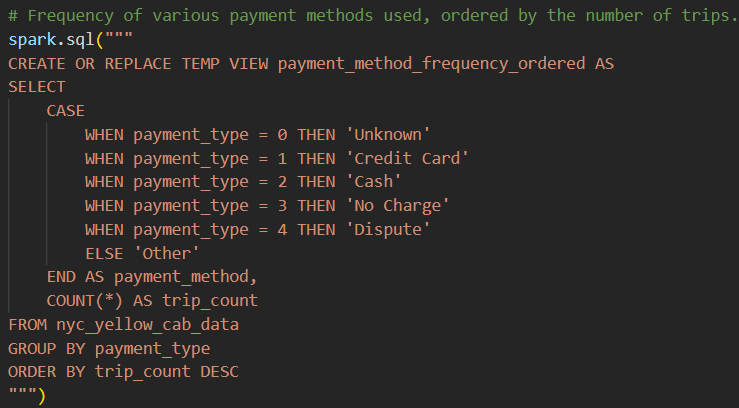 # Frequency of various payment methods used, ordered by the number of trips.
spark.sql("""
CREATE OR REPLACE TEMP VIEW payment_method_frequency_ordered AS
SELECT
    CASE
        WHEN payment_type = 0 THEN 'Unknown'
        WHEN payment_type = 1 THEN 'Credit Card'
        WHEN payment_type = 2 THEN 'Cash'
        WHEN payment_type = 3 THEN 'No Charge'
        WHEN payment_type = 4 THEN 'Dispute'
        ELSE 'Other'
    END AS payment_method,
    COUNT(*) AS trip_count
FROM nyc_yellow_cab_data
GROUP BY payment_type
ORDER BY trip_count DESC
""")